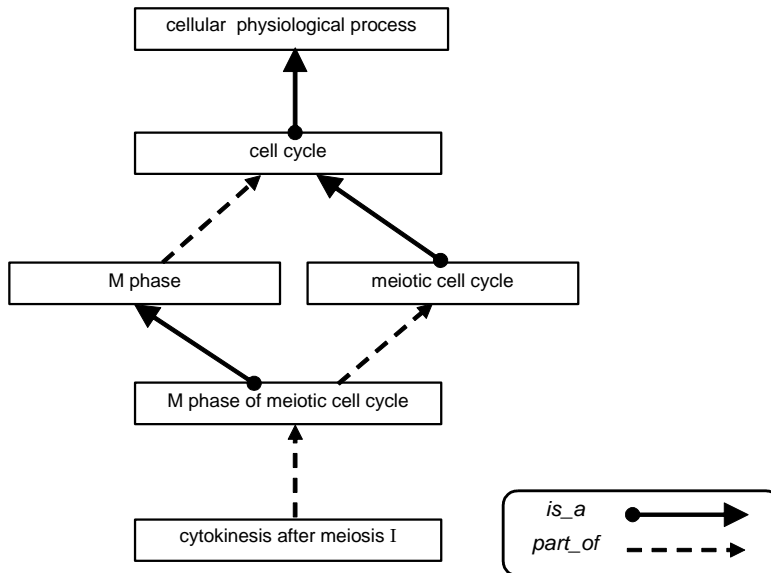 cellular physiological process
cell cycle
M phase
meiotic cell cycle
M phase of meiotic cell cycle
cytokinesis after meiosis I
is_a
part_of